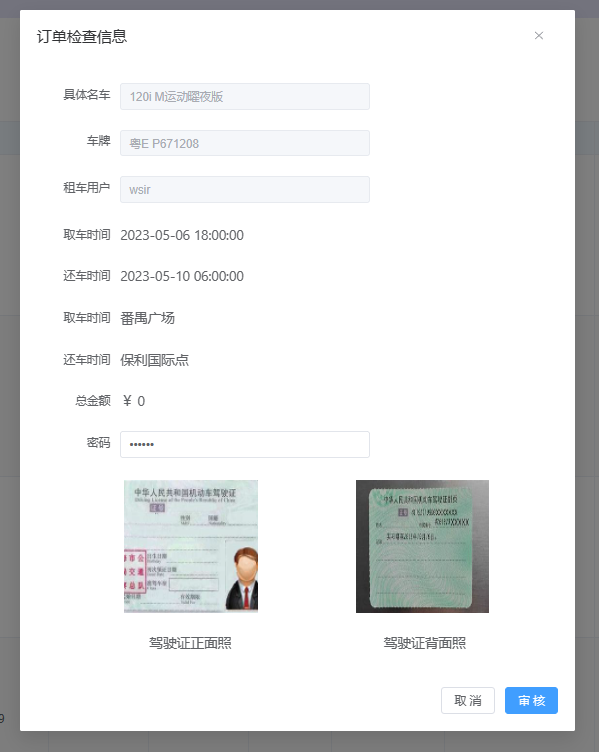 订单检查信息
具体名车 120i M运动曜夜版
车牌 粤E P671208
租车用户 wsir
取车时间 2023-05-06 18:00:00
还车时间 2023-05-10 06:00:00
取车时间 番禺广场
还车时间 保利国际点
总金额 ￥ 0
密码 ••••••
中华人民共和国机动车驾驶证
证号
中华人民共和国机动车驾驶证副页
证号
驾驶证正面照 驾驶证背面照
取消 审核